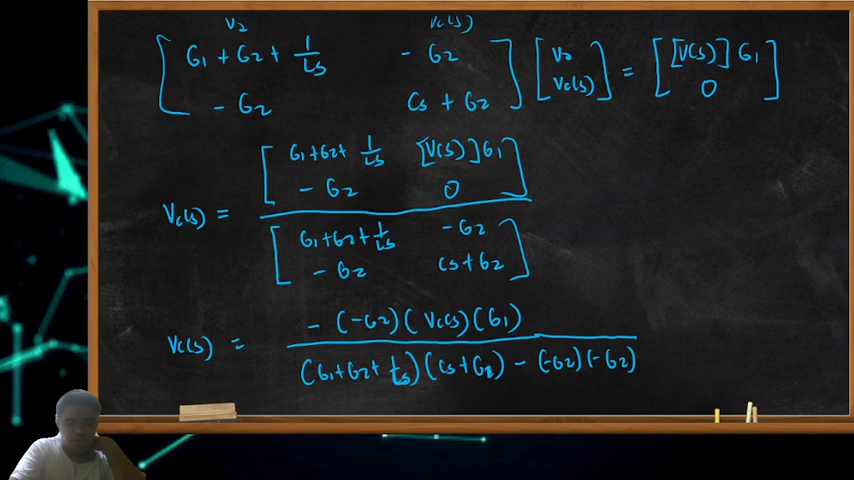 V2 Vc(s)
[ G1 + G2 + 1/Ls   - G2 ] [ V2 ] = [ [V(s)] G1 ]
[ - G2   Cs + G2 ] [ Vc(s) ] [ 0 ]
[ G1+G2+ 1/Ls   [V(s)] G1 ]
[ - G2   0 ]
Vc(s) =
[ G1+G2+ 1/Ls   - G2 ]
[ - G2   Cs+G2 ]
- (-G2)( Vc(s) (G1)
Vc(s) =
(G1+G2+ 1/Ls)(Cs+G2) - (-G2)(-G2)